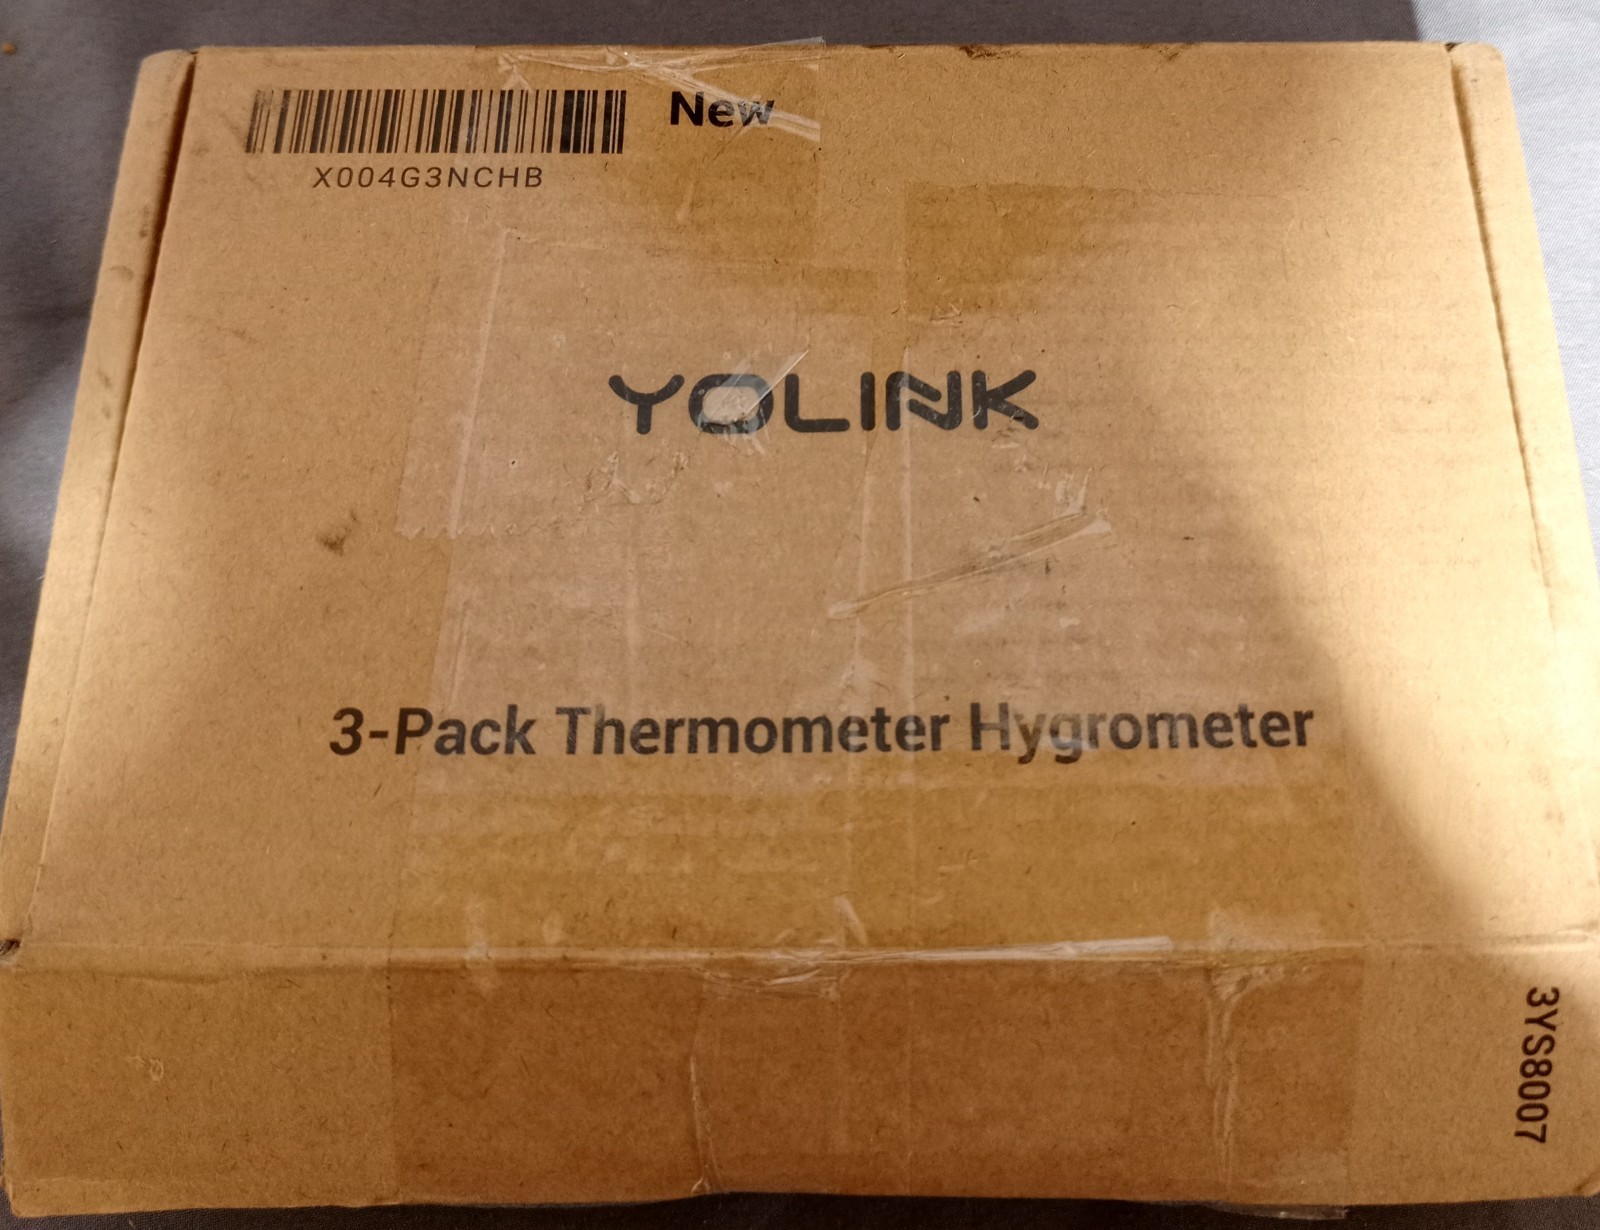 New
X004G3NCHB
YOLINK
3-Pack Thermometer Hygrometer
3YS8007